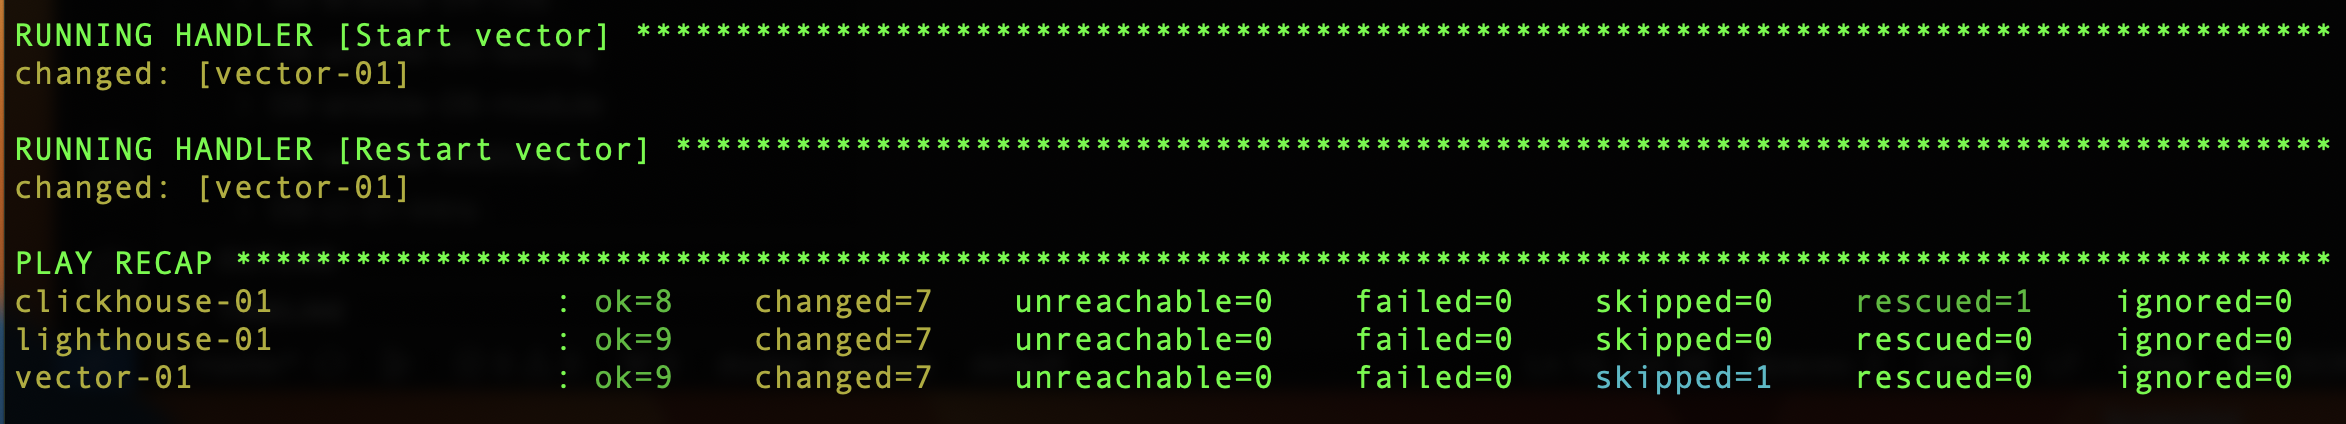 RUNNING HANDLER [Start vector] *************************************************************************************
changed: [vector-01]
RUNNING HANDLER [Restart vector] ***********************************************************************************
changed: [vector-01]
PLAY RECAP *********************************************************************************************************
clickhouse-01 : ok=8 changed=7 unreachable=0 failed=0 skipped=0 rescued=1 ignored=0
lighthouse-01 : ok=9 changed=7 unreachable=0 failed=0 skipped=0 rescued=0 ignored=0
vector-01 : ok=9 changed=7 unreachable=0 failed=0 skipped=1 rescued=0 ignored=0